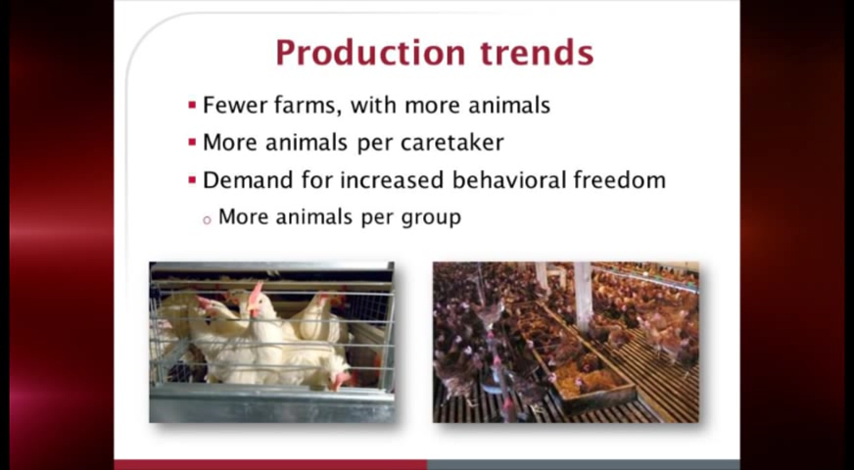 Production trends
Fewer farms, with more animals
More animals per caretaker
Demand for increased behavioral freedom
More animals per group